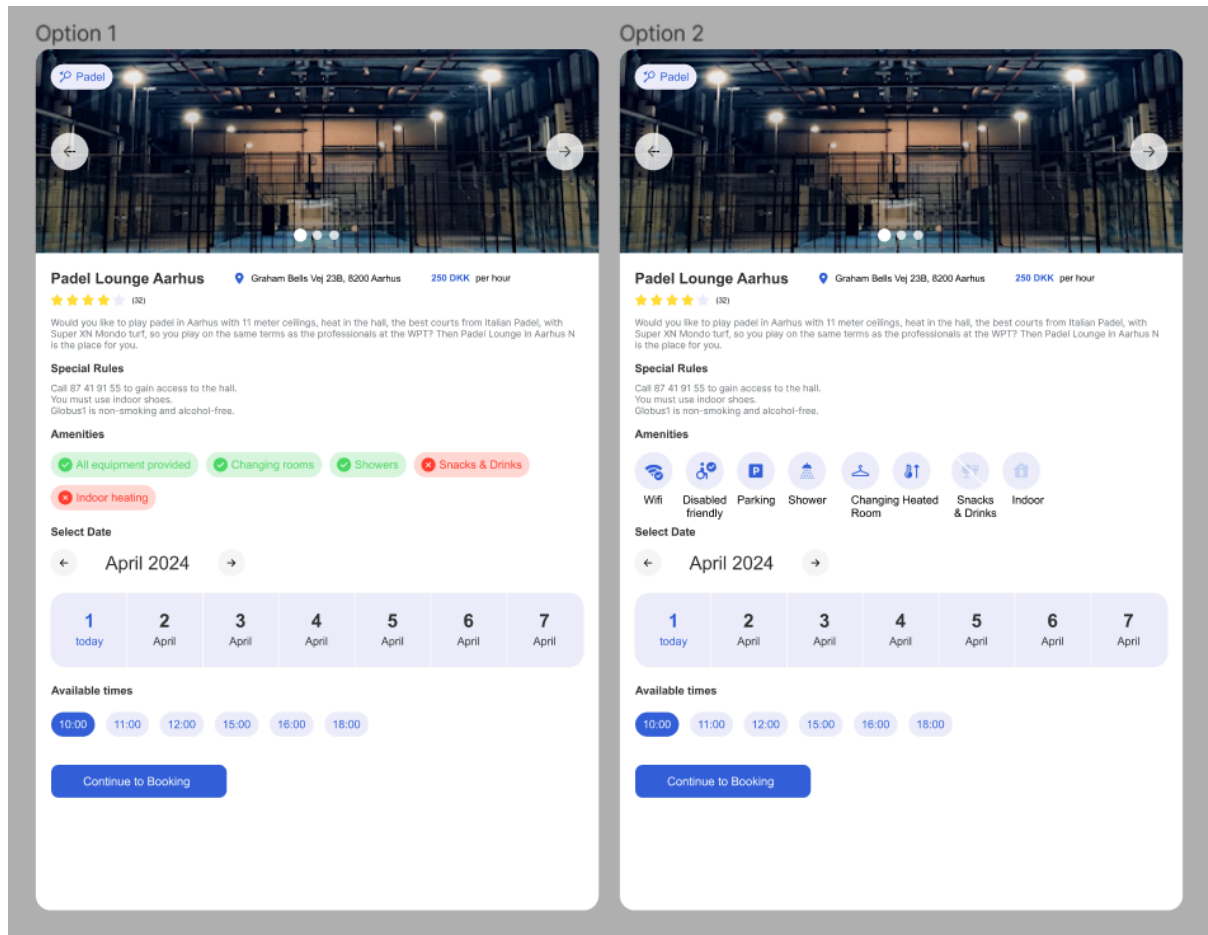 Option 1
Padel
Padel Lounge Aarhus
Graham Bells Vej 23B, 8200 Aarhus
250 DKK per hour
(32)
Would you like to play padel in Aarhus with 11 meter ceilings, heat in the hall, the best courts from Italian Padel, with
Super XN Mondo turf, so you play on the same terms as the professionals at the WPT? Then Padel Lounge in Aarhus N
is the place for you.
Special Rules
Call 87 41 91 55 to gain access to the hall.
You must use indoor shoes.
Globus1 is non-smoking and alcohol-free.
Amenities
All equipment provided
Changing rooms
Showers
Snacks & Drinks
Indoor heating
Select Date
April 2024
1 2 3 4 5 6 7
today April April April April April April
Available times
10:00 11:00 12:00 15:00 16:00 18:00
Continue to Booking
Option 2
Padel
Padel Lounge Aarhus
Graham Bells Vej 23B, 8200 Aarhus
250 DKK per hour
(32)
Would you like to play padel in Aarhus with 11 meter ceilings, heat in the hall, the best courts from Italian Padel, with
Super XN Mondo turf, so you play on the same terms as the professionals at the WPT? Then Padel Lounge in Aarhus N
is the place for you.
Special Rules
Call 87 41 91 55 to gain access to the hall.
You must use indoor shoes.
Globus1 is non-smoking and alcohol-free.
Amenities
P
Wifi
Disabled
friendly
Parking
Shower
Changing
Room
Heated
Snacks
& Drinks
Indoor
Select Date
April 2024
1 2 3 4 5 6 7
today April April April April April April
Available times
10:00 11:00 12:00 15:00 16:00 18:00
Continue to Booking